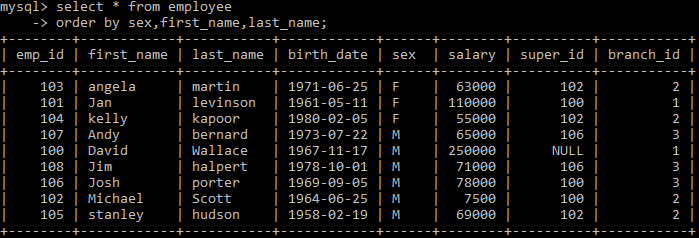 mysql> select * from employee
    -> order by sex,first_name,last_name;
+--------+------------+-----------+------------+------+--------+----------+-----------+
| emp_id | first_name | last_name | birth_date | sex  | salary | super_id | branch_id |
+--------+------------+-----------+------------+------+--------+----------+-----------+
|    103 | angela     | martin    | 1971-06-25 | F    |  63000 |      102 |         2 |
|    101 | Jan        | levinson  | 1961-05-11 | F    | 110000 |      100 |         1 |
|    104 | kelly      | kapoor    | 1980-02-05 | F    |  55000 |      102 |         2 |
|    107 | Andy       | bernard   | 1973-07-22 | M    |  65000 |      106 |         3 |
|    100 | David      | Wallace   | 1967-11-17 | M    | 250000 |     NULL |         1 |
|    108 | Jim        | halpert   | 1978-10-01 | M    |  71000 |      106 |         3 |
|    106 | Josh       | porter    | 1969-09-05 | M    |  78000 |      100 |         3 |
|    102 | Michael    | Scott     | 1964-06-25 | M    |   7500 |      100 |         2 |
|    105 | stanley    | hudson    | 1958-02-19 | M    |  69000 |      102 |         2 |
+--------+------------+-----------+------------+------+--------+----------+-----------+